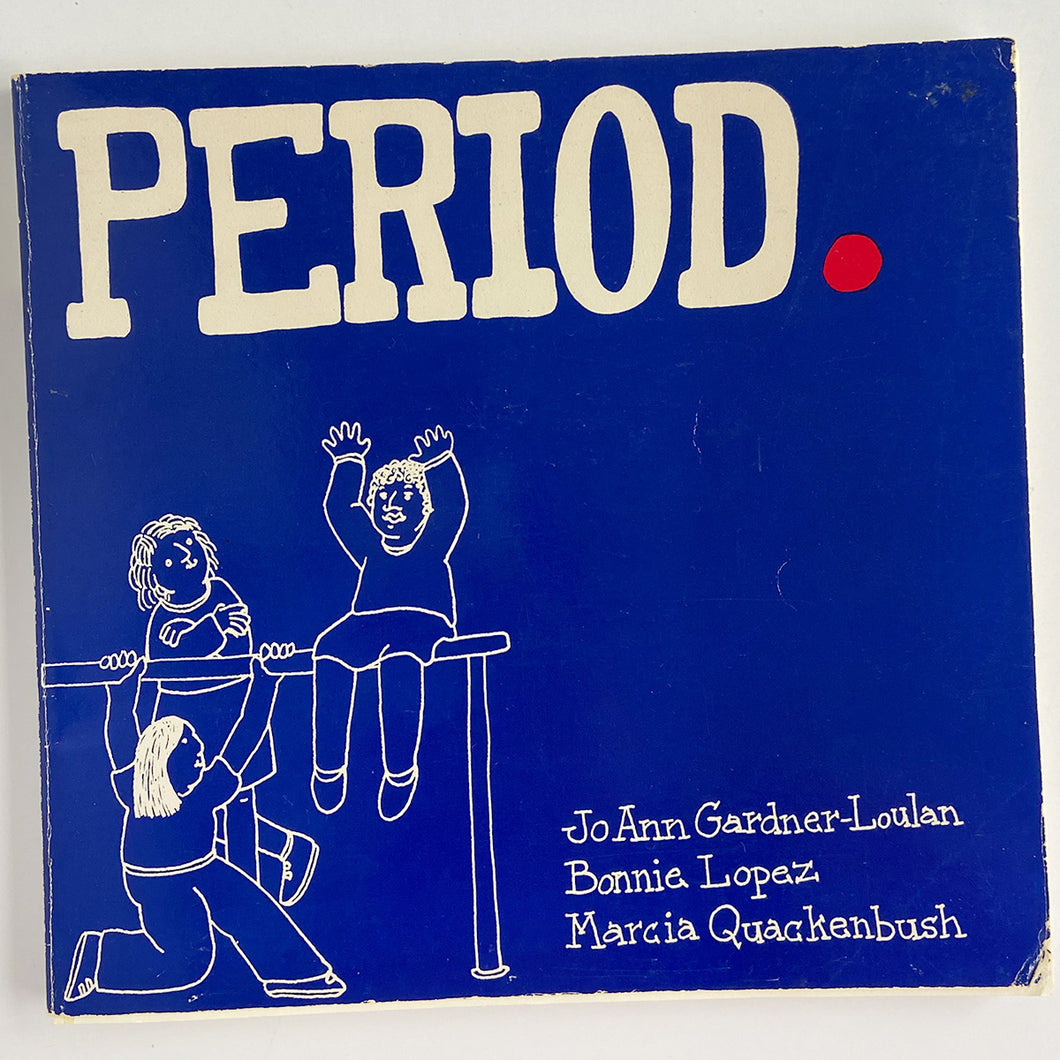 PERIOD.
JoAnn Gardner-Loulan
Bonnie Lopez
Marcia Quackenbush